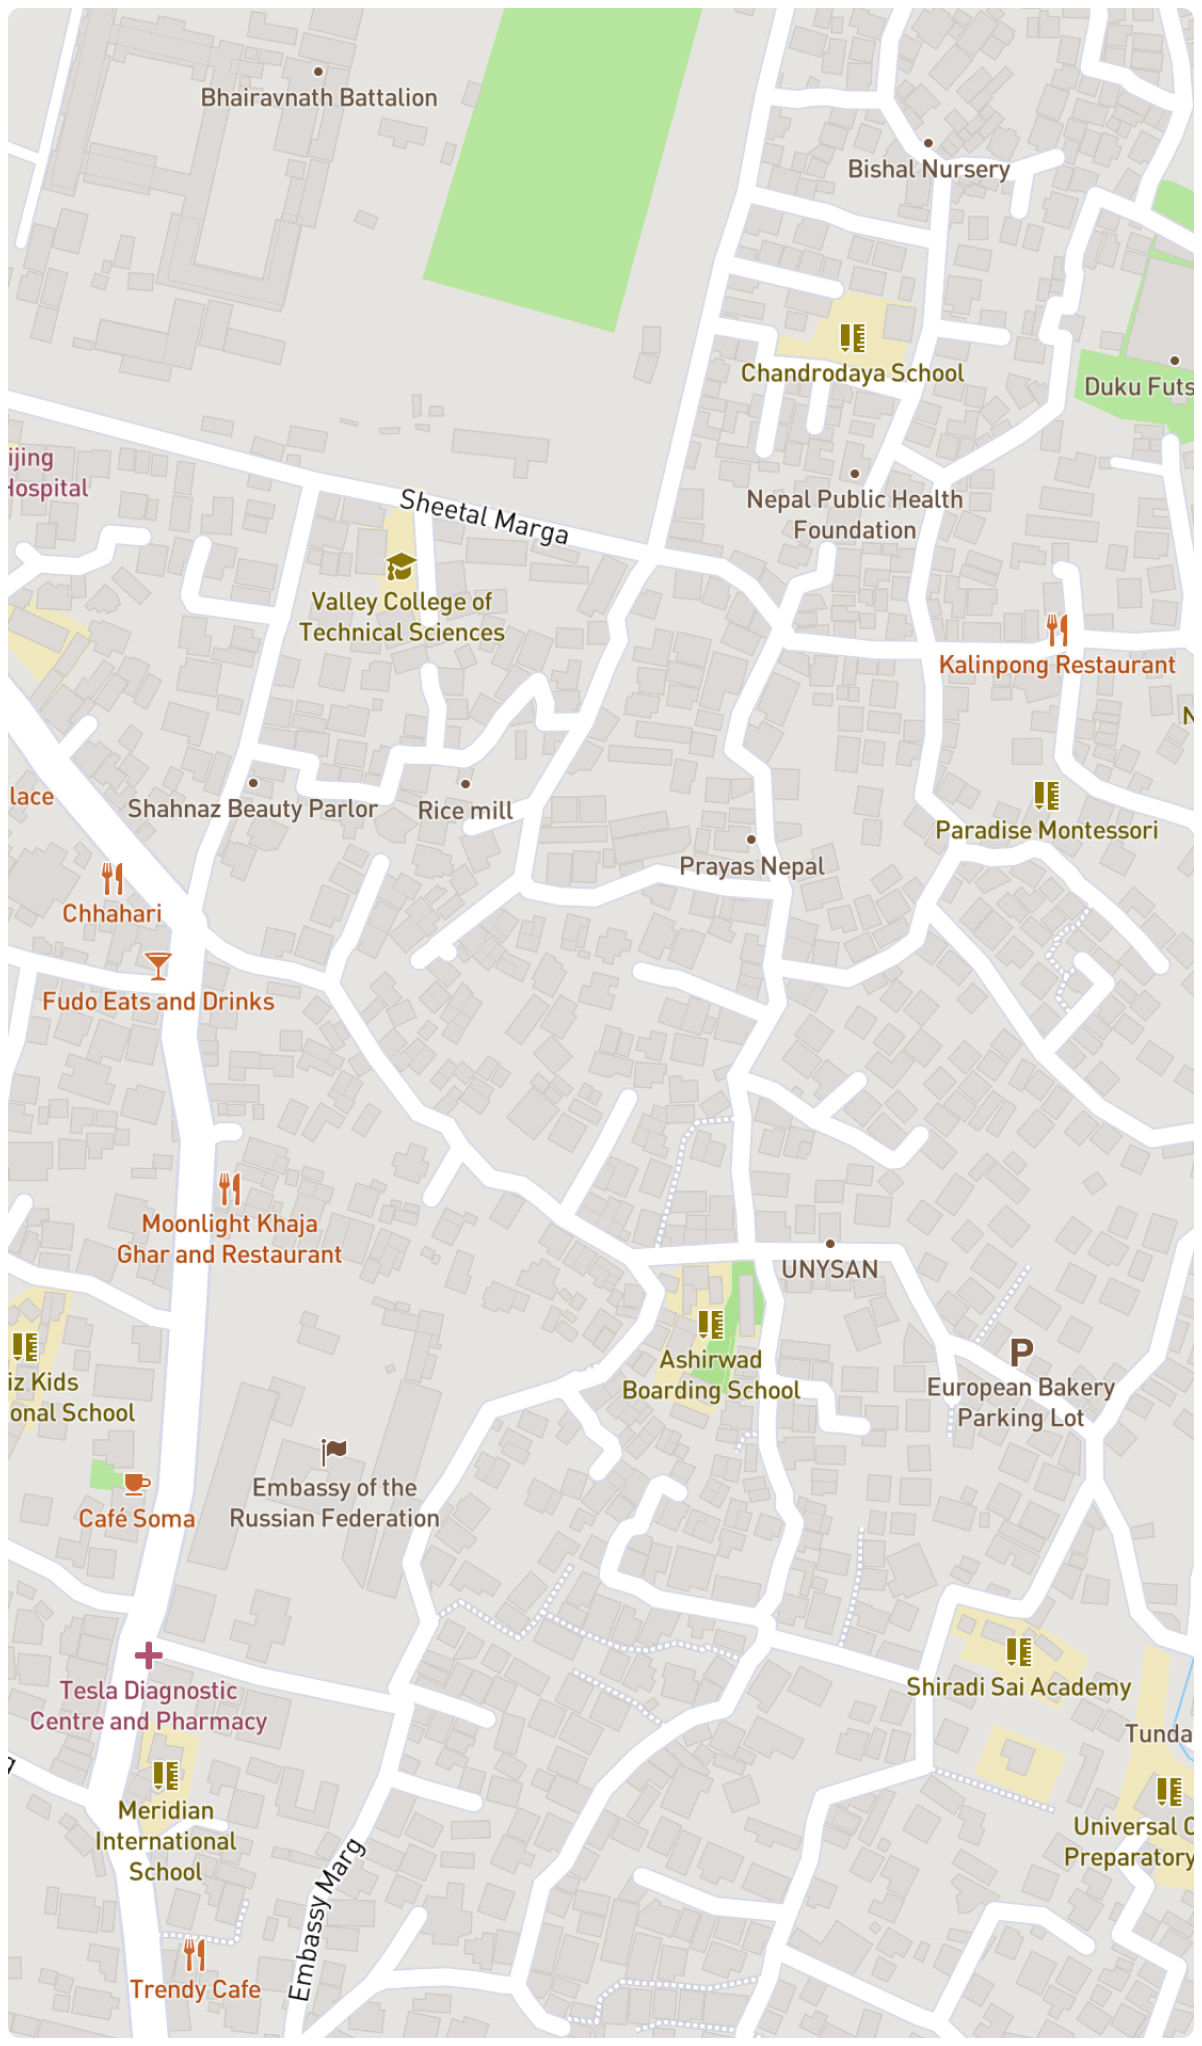 Bhairavnath Battalion
Bishal Nursery
Chandrodaya School
Duku Futs
ijing
Hospital
Sheetal Marga
Nepal Public Health
Foundation
Valley College of
Technical Sciences
Kalinpong Restaurant
N
lace
Shahnaz Beauty Parlor
Rice mill
Paradise Montessori
Prayas Nepal
Chhahari
Fudo Eats and Drinks
Moonlight Khaja
Ghar and Restaurant
UNYSAN
iz Kids
onal School
Ashirwad
Boarding School
P
European Bakery
Parking Lot
Embassy of the
Russian Federation
Café Soma
Tesla Diagnostic
Centre and Pharmacy
Shiradi Sai Academy
Tunda
Meridian
International
School
Universal C
Preparatory
Embassy Marg
Trendy Cafe